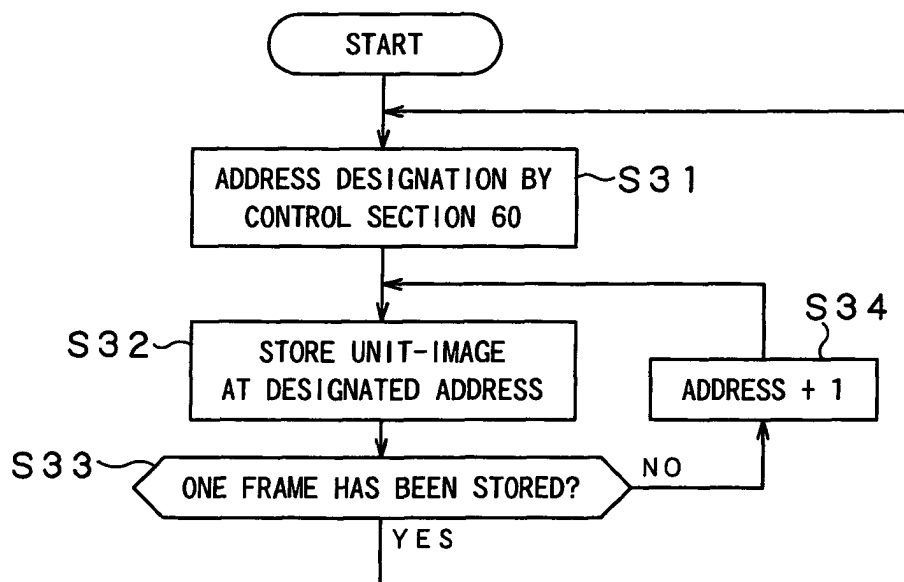 START
ADDRESS DESIGNATION BY
CONTROL SECTION 60
S31
S32
STORE UNIT-IMAGE
AT DESIGNATED ADDRESS
S34
ADDRESS + 1
S33
ONE FRAME HAS BEEN STORED?
NO
YES